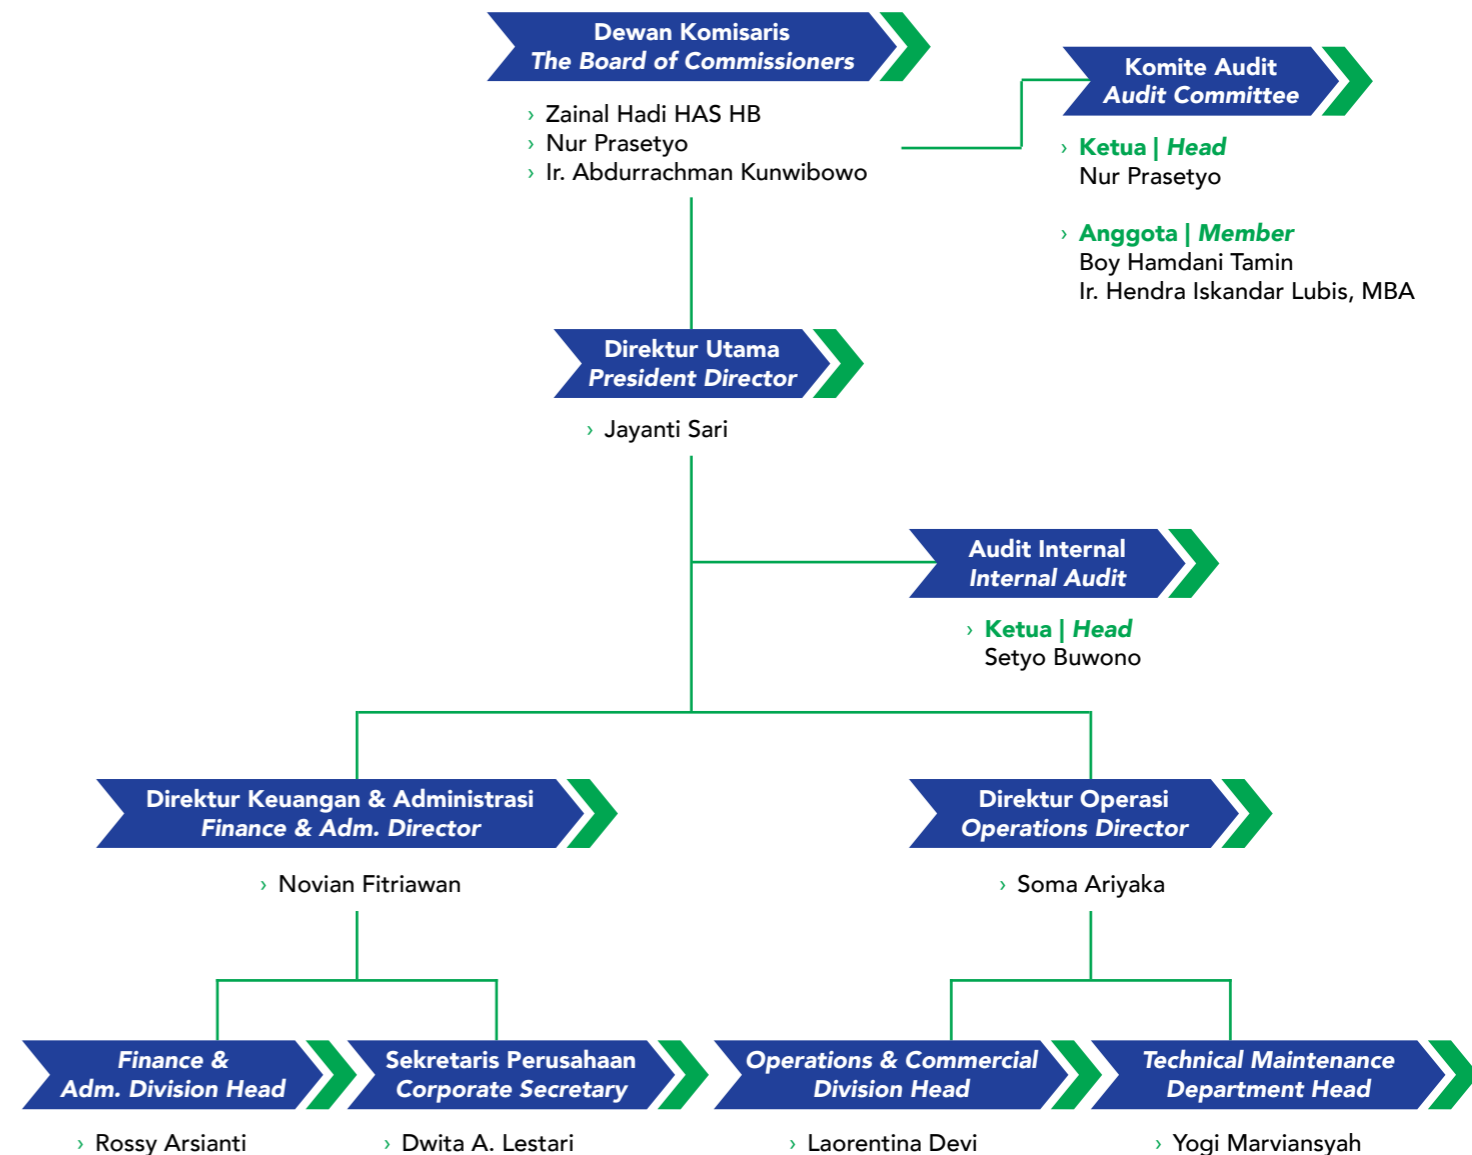 Dewan Komisaris
The Board of Commissioners
› Zainal Hadi HAS HB
› Nur Prasetyo
› Ir. Abdurrachman Kunwibowo
Komite Audit
Audit Committee
› Ketua | Head
Nur Prasetyo
› Anggota | Member
Boy Hamdani Tamin
Ir. Hendra Iskandar Lubis, MBA
Direktur Utama
President Director
› Jayanti Sari
Audit Internal
Internal Audit
› Ketua | Head
Setyo Buwono
Direktur Keuangan & Administrasi
Finance & Adm. Director
› Novian Fitriawan
Direktur Operasi
Operations Director
› Soma Ariyaka
Finance &
Adm. Division Head
› Rossy Arsianti
Sekretaris Perusahaan
Corporate Secretary
› Dwita A. Lestari
Operations & Commercial
Division Head
› Laorentina Devi
Technical Maintenance
Department Head
› Yogi Marviansyah